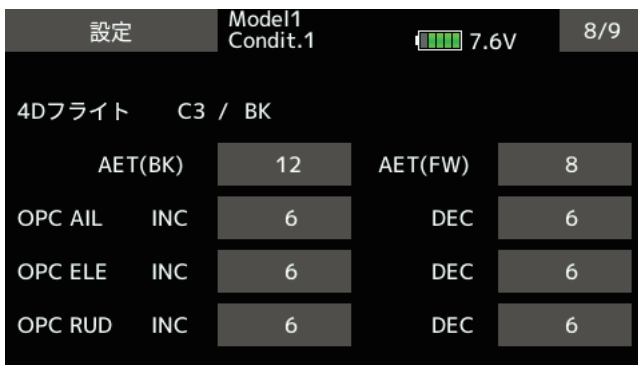 設定 Model1 7.6V 8/9
Condit.1
4Dフライト C3 / BK
AET(BK) 12 AET(FW) 8
OPC AIL INC 6 DEC 6
OPC ELE INC 6 DEC 6
OPC RUD INC 6 DEC 6